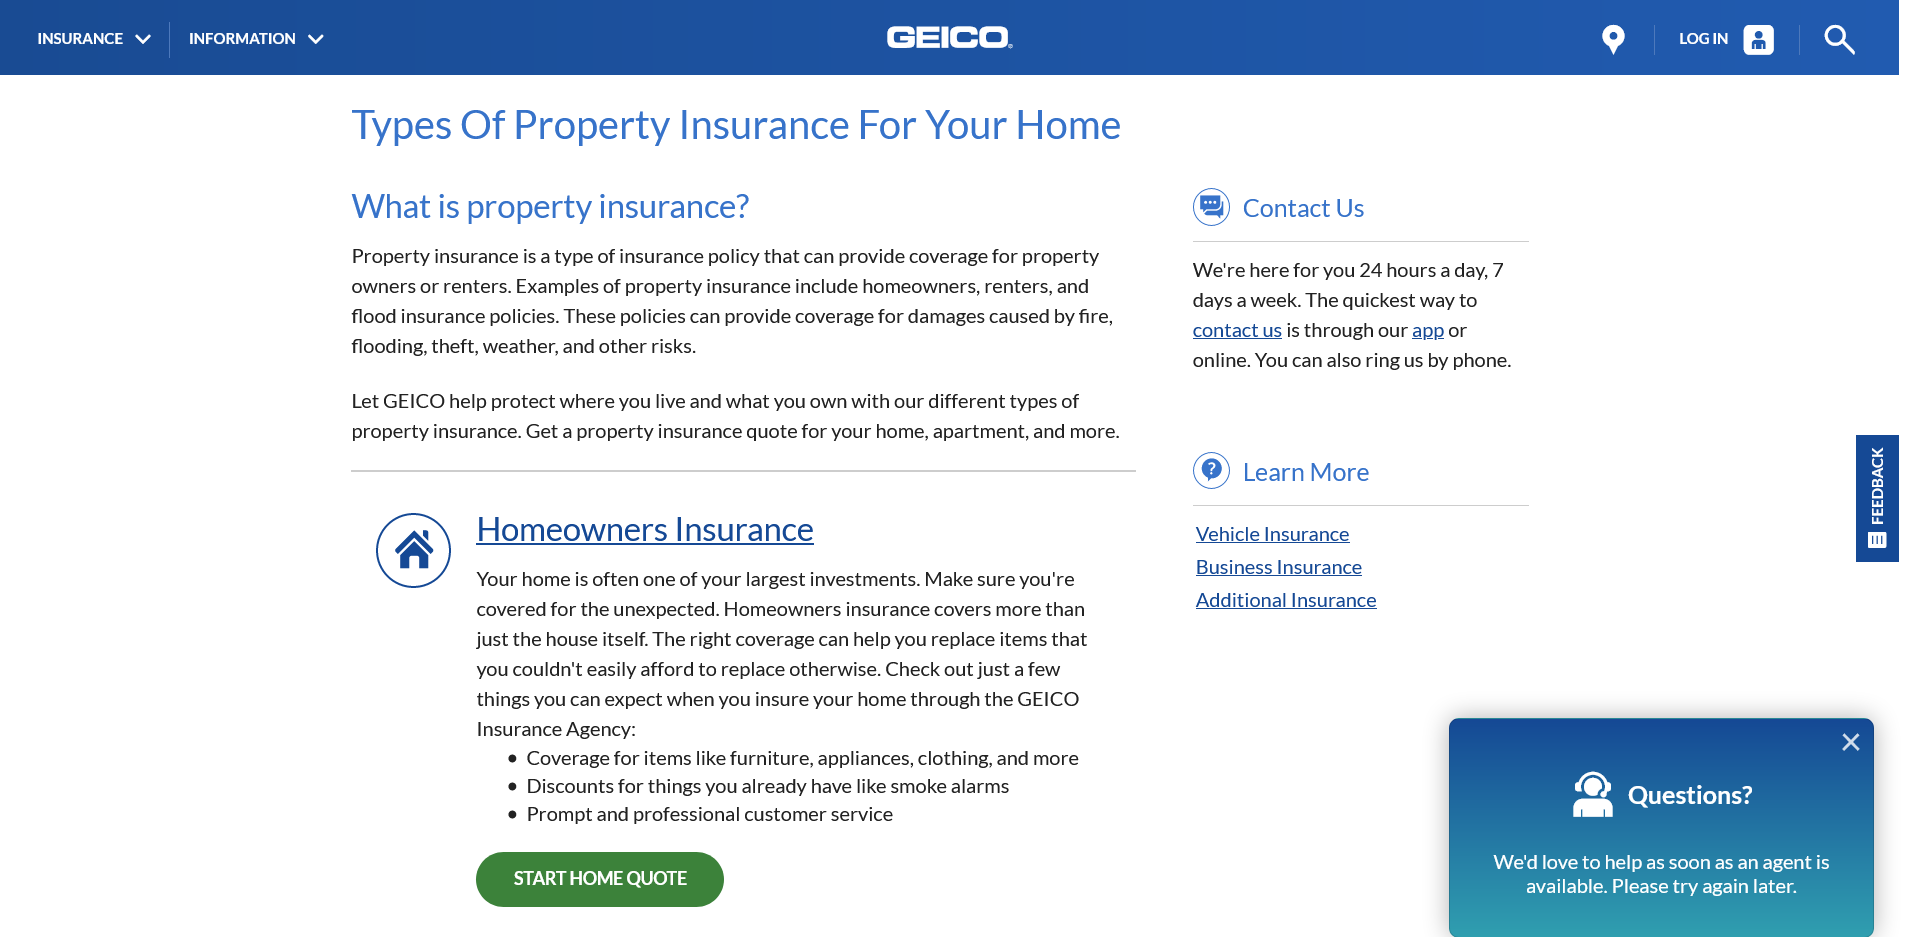 INSURANCE
INFORMATION
GEICO
LOG IN
Types Of Property Insurance For Your Home
What is property insurance?
Property insurance is a type of insurance policy that can provide coverage for property
owners or renters. Examples of property insurance include homeowners, renters, and
flood insurance policies. These policies can provide coverage for damages caused by fire,
flooding, theft, weather, and other risks.
Let GEICO help protect where you live and what you own with our different types of
property insurance. Get a property insurance quote for your home, apartment, and more.
Homeowners Insurance
Your home is often one of your largest investments. Make sure you're
covered for the unexpected. Homeowners insurance covers more than
just the house itself. The right coverage can help you replace items that
you couldn't easily afford to replace otherwise. Check out just a few
things you can expect when you insure your home through the GEICO
Insurance Agency:
• Coverage for items like furniture, appliances, clothing, and more
• Discounts for things you already have like smoke alarms
• Prompt and professional customer service
START HOME QUOTE
Contact Us
We're here for you 24 hours a day, 7
days a week. The quickest way to
contact us is through our app or
online. You can also ring us by phone.
Learn More
Vehicle Insurance
Business Insurance
Additional Insurance
FEEDBACK
Questions?
We'd love to help as soon as an agent is
available. Please try again later.